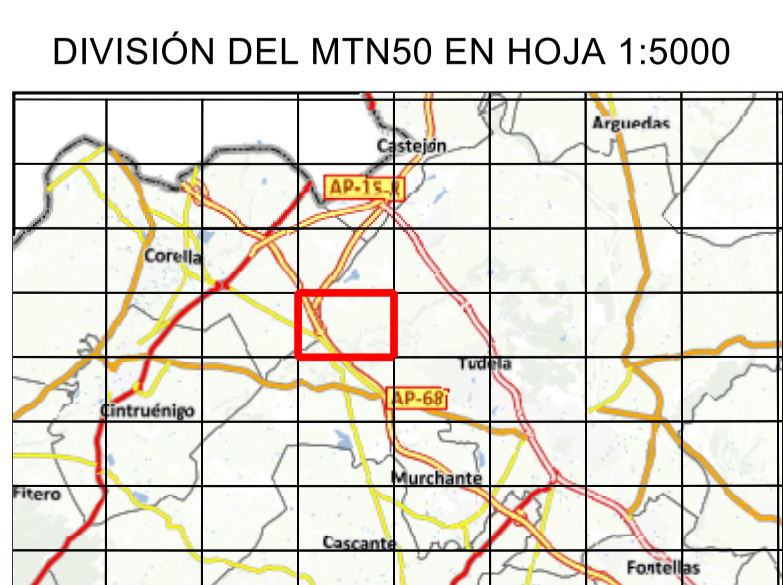 DIVISIÓN DEL MTN50 EN HOJA 1:5000
Arguedas
Castejón
Corella
Tudela
AP-68
Cintruénigo
Murchante
Fitero
Cascante
Fontellas